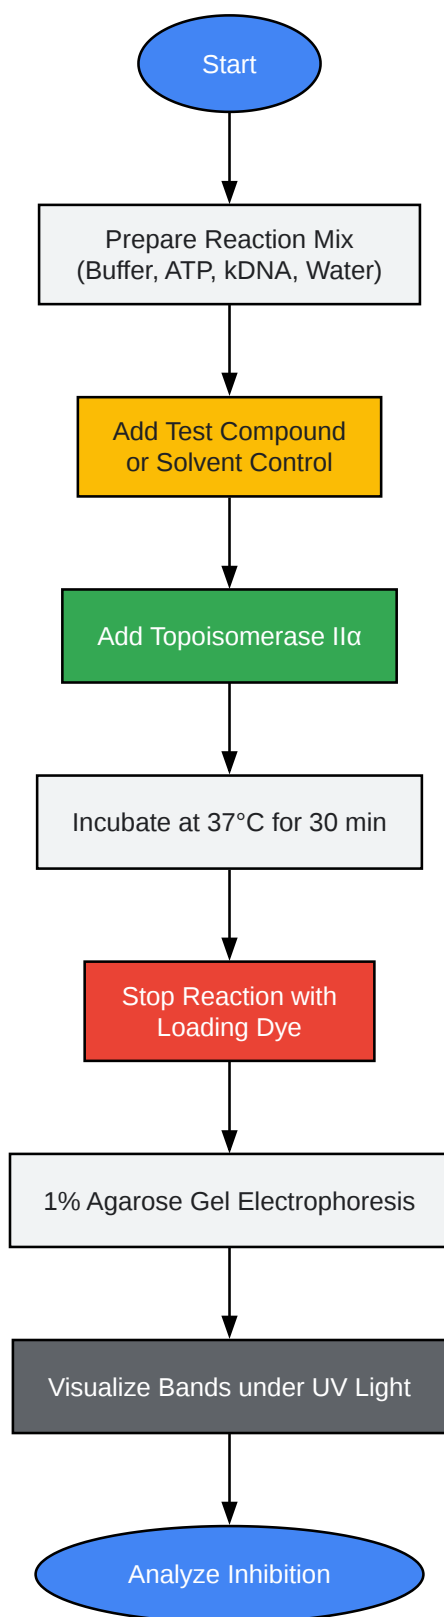 Start
Prepare Reaction Mix
(Buffer, ATP, kDNA, Water)
Add Test Compound
or Solvent Control
Add Topoisomerase IIα
Incubate at 37°C for 30 min
Stop Reaction with
Loading Dye
1% Agarose Gel Electrophoresis
Visualize Bands under UV Light
Analyze Inhibition